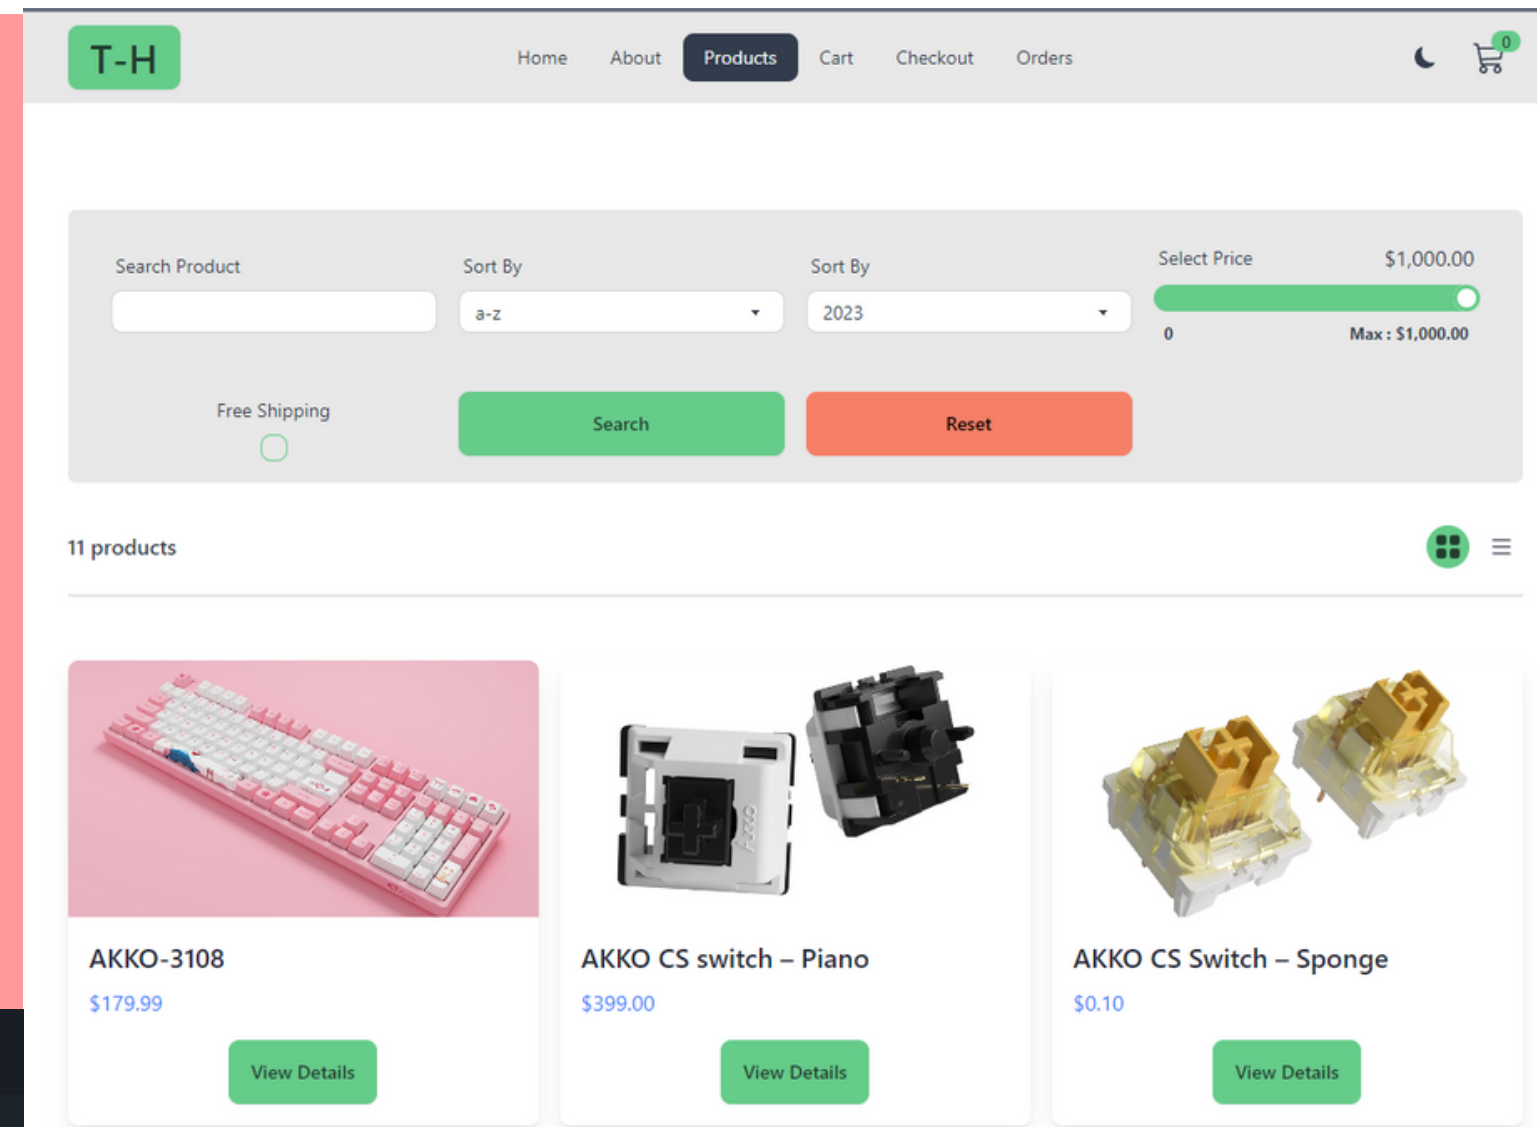 T-H
Home About Products Cart Checkout Orders
0
Search Product
Sort By
a-z
Sort By
2023
Select Price $1,000.00
0 Max : $1,000.00
Free Shipping
Search
Reset
11 products
AKKO
AKKO-3108
$179.99
View Details
AKKO CS switch – Piano
$399.00
View Details
AKKO CS Switch – Sponge
$0.10
View Details